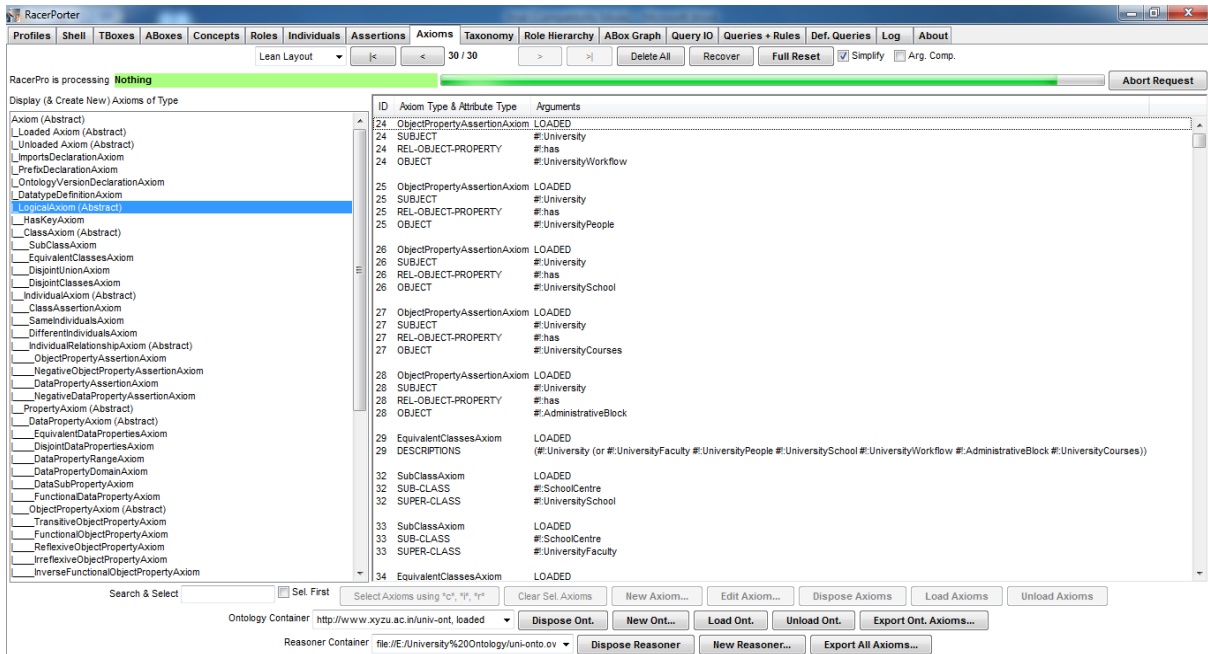 RacerPorter
Profiles Shell TBoxes ABoxes Concepts Roles Individuals Assertions Axioms Taxonomy Role Hierarchy ABox Graph Query IO Queries + Rules Def. Queries Log About
Lean Layout |< < 30 / 30 > >| Delete All Recover Full Reset Simplify Arg. Comp.
RacerPro is processing Nothing Abort Request
Display (& Create New) Axioms of Type
Axiom (Abstract)
|_Loaded Axiom (Abstract)
|_Unloaded Axiom (Abstract)
|_ImportsDeclarationAxiom
|_PrefixDeclarationAxiom
|_OntologyVersionDeclarationAxiom
|_DatatypeDefinitionAxiom
|_LogicalAxiom (Abstract)
|__HasKeyAxiom
|__ClassAxiom (Abstract)
|___SubClassAxiom
|___EquivalentClassesAxiom
|___DisjointUnionAxiom
|___DisjointClassesAxiom
|__IndividualAxiom (Abstract)
|___ClassAssertionAxiom
|___SameIndividualsAxiom
|___DifferentIndividualsAxiom
|___IndividualRelationshipAxiom (Abstract)
|____ObjectPropertyAssertionAxiom
|____NegativeObjectPropertyAssertionAxiom
|____DataPropertyAssertionAxiom
|____NegativeDataPropertyAssertionAxiom
|__PropertyAxiom (Abstract)
|___DataPropertyAxiom (Abstract)
|____EquivalentDataPropertiesAxiom
|____DisjointDataPropertiesAxiom
|____DataPropertyRangeAxiom
|____DataPropertyDomainAxiom
|____DataSubPropertyAxiom
|____FunctionalDataPropertyAxiom
|___ObjectPropertyAxiom (Abstract)
|____TransitiveObjectPropertyAxiom
|____FunctionalObjectPropertyAxiom
|____ReflexiveObjectPropertyAxiom
|____IrreflexiveObjectPropertyAxiom
|____InverseFunctionalObjectPropertyAxiom
ID Axiom Type & Attribute Type Arguments
24 ObjectPropertyAssertionAxiom LOADED
24 SUBJECT #!:University
24 REL-OBJECT-PROPERTY #!:has
24 OBJECT #!:UniversityWorkflow
25 ObjectPropertyAssertionAxiom LOADED
25 SUBJECT #!:University
25 REL-OBJECT-PROPERTY #!:has
25 OBJECT #!:UniversityPeople
26 ObjectPropertyAssertionAxiom LOADED
26 SUBJECT #!:University
26 REL-OBJECT-PROPERTY #!:has
26 OBJECT #!:UniversitySchool
27 ObjectPropertyAssertionAxiom LOADED
27 SUBJECT #!:University
27 REL-OBJECT-PROPERTY #!:has
27 OBJECT #!:UniversityCourses
28 ObjectPropertyAssertionAxiom LOADED
28 SUBJECT #!:University
28 REL-OBJECT-PROPERTY #!:has
28 OBJECT #!:AdministrativeBlock
29 EquivalentClassesAxiom LOADED
29 DESCRIPTIONS (#!:University (or #!:UniversityFaculty #!:UniversityPeople #!:UniversitySchool #!:UniversityWorkflow #!:AdministrativeBlock #!:UniversityCourses))
32 SubClassAxiom LOADED
32 SUB-CLASS #!:SchoolCentre
32 SUPER-CLASS #!:UniversitySchool
33 SubClassAxiom LOADED
33 SUB-CLASS #!:SchoolCentre
33 SUPER-CLASS #!:UniversityFaculty
34 EquivalentClassesAxiom LOADED
Search & Select Sel. First Select Axioms using *c*, *i*, *r* Clear Sel. Axioms New Axiom... Edit Axiom... Dispose Axioms Load Axioms Unload Axioms
Ontology Container http://www.xyzu.ac.in/univ-ont, loaded Dispose Ont. New Ont... Load Ont. Unload Ont. Export Ont. Axioms...
Reasoner Container file://E:/University%20Ontology/uni-onto.ov Dispose Reasoner New Reasoner... Export All Axioms...